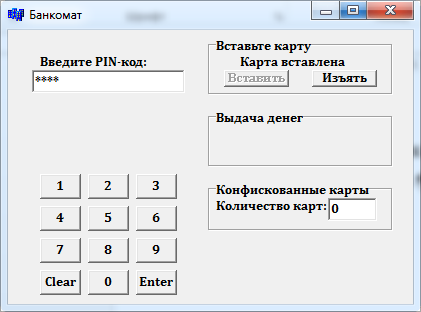 Банкомат
Введите PIN-код:
****
Вставьте карту
Карта вставлена
Вставить Изъять
Выдача денег
Конфискованные карты
Количество карт: 0
1 2 3
4 5 6
7 8 9
Clear 0 Enter